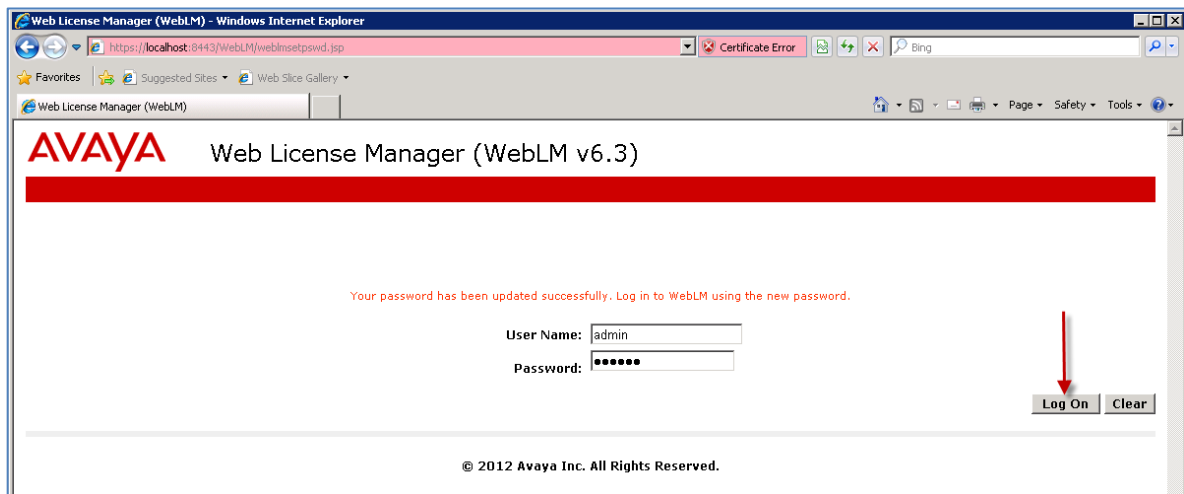 Web License Manager (WebLM) - Windows Internet Explorer
https://localhost:8443/WebLM/weblmsetpswd.jsp Certificate Error Bing
Favorites Suggested Sites Web Slice Gallery
Web License Manager (WebLM) Page Safety Tools
AVAYA Web License Manager (WebLM v6.3)
Your password has been updated successfully. Log in to WebLM using the new password.
User Name: admin
Password: ●●●●●●
Log On Clear
© 2012 Avaya Inc. All Rights Reserved.